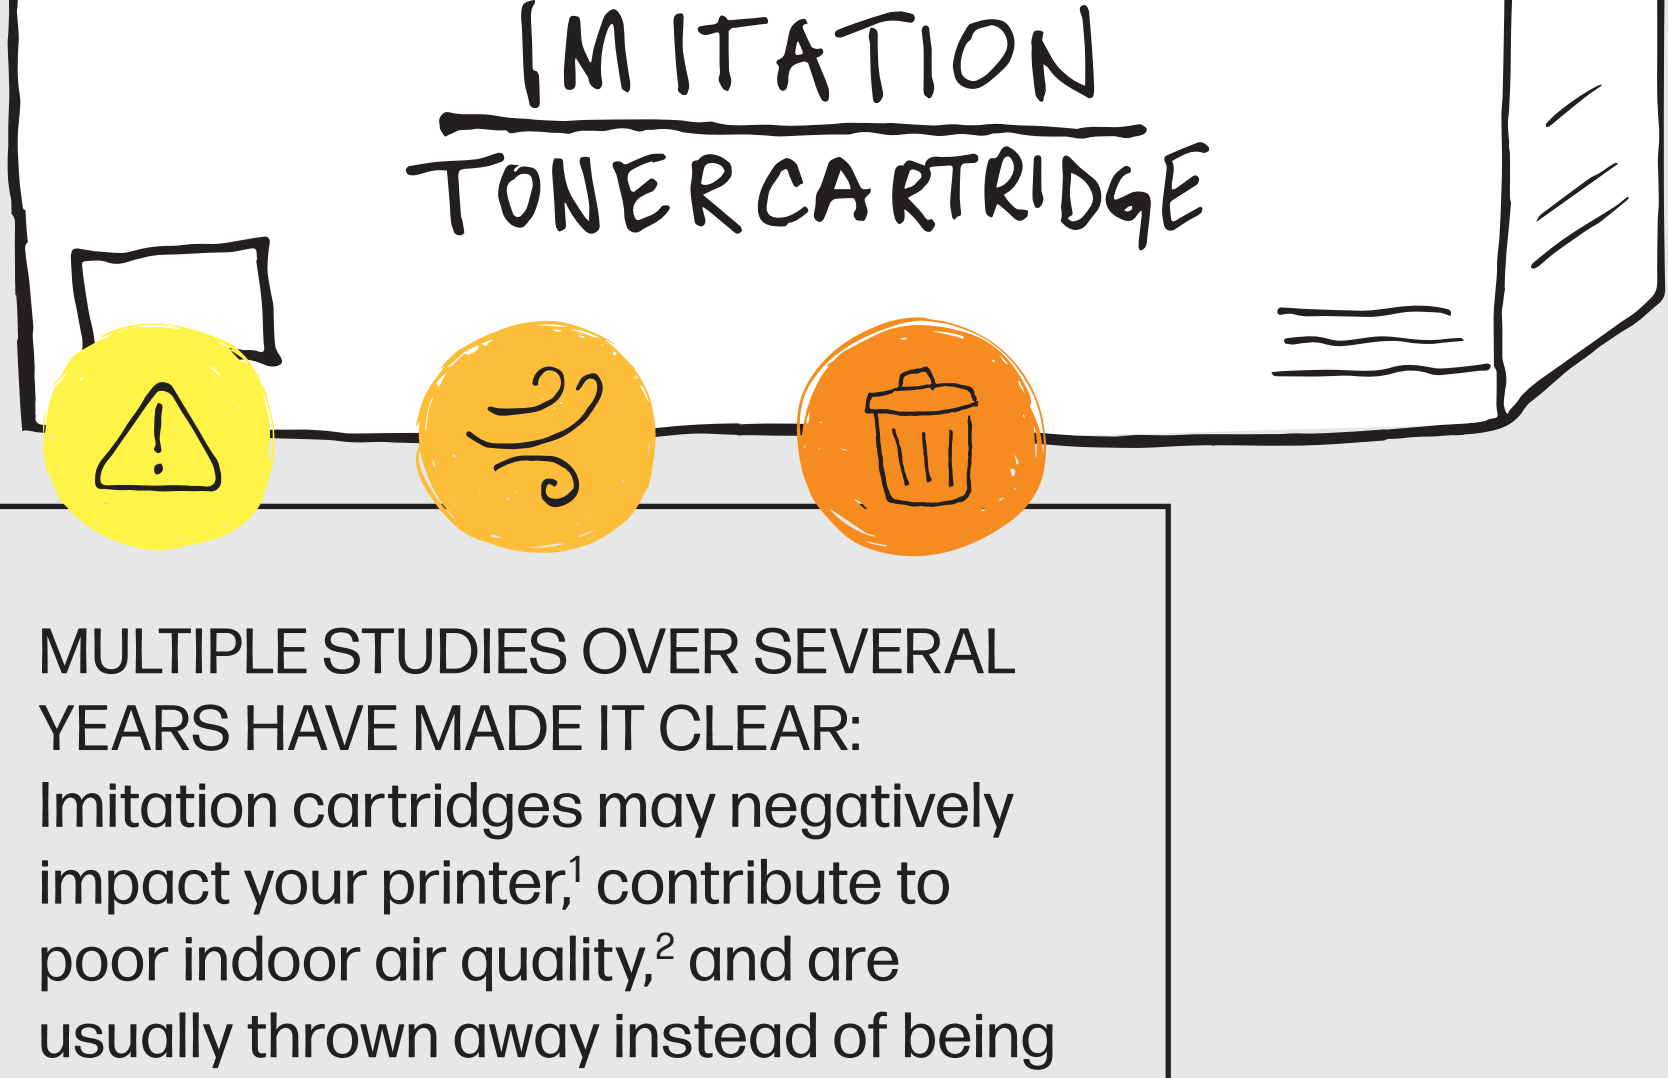 IMITATION
TONER CARTRIDGE
MULTIPLE STUDIES OVER SEVERAL
YEARS HAVE MADE IT CLEAR:
Imitation cartridges may negatively
impact your printer,¹ contribute to
poor indoor air quality,² and are
usually thrown away instead of being